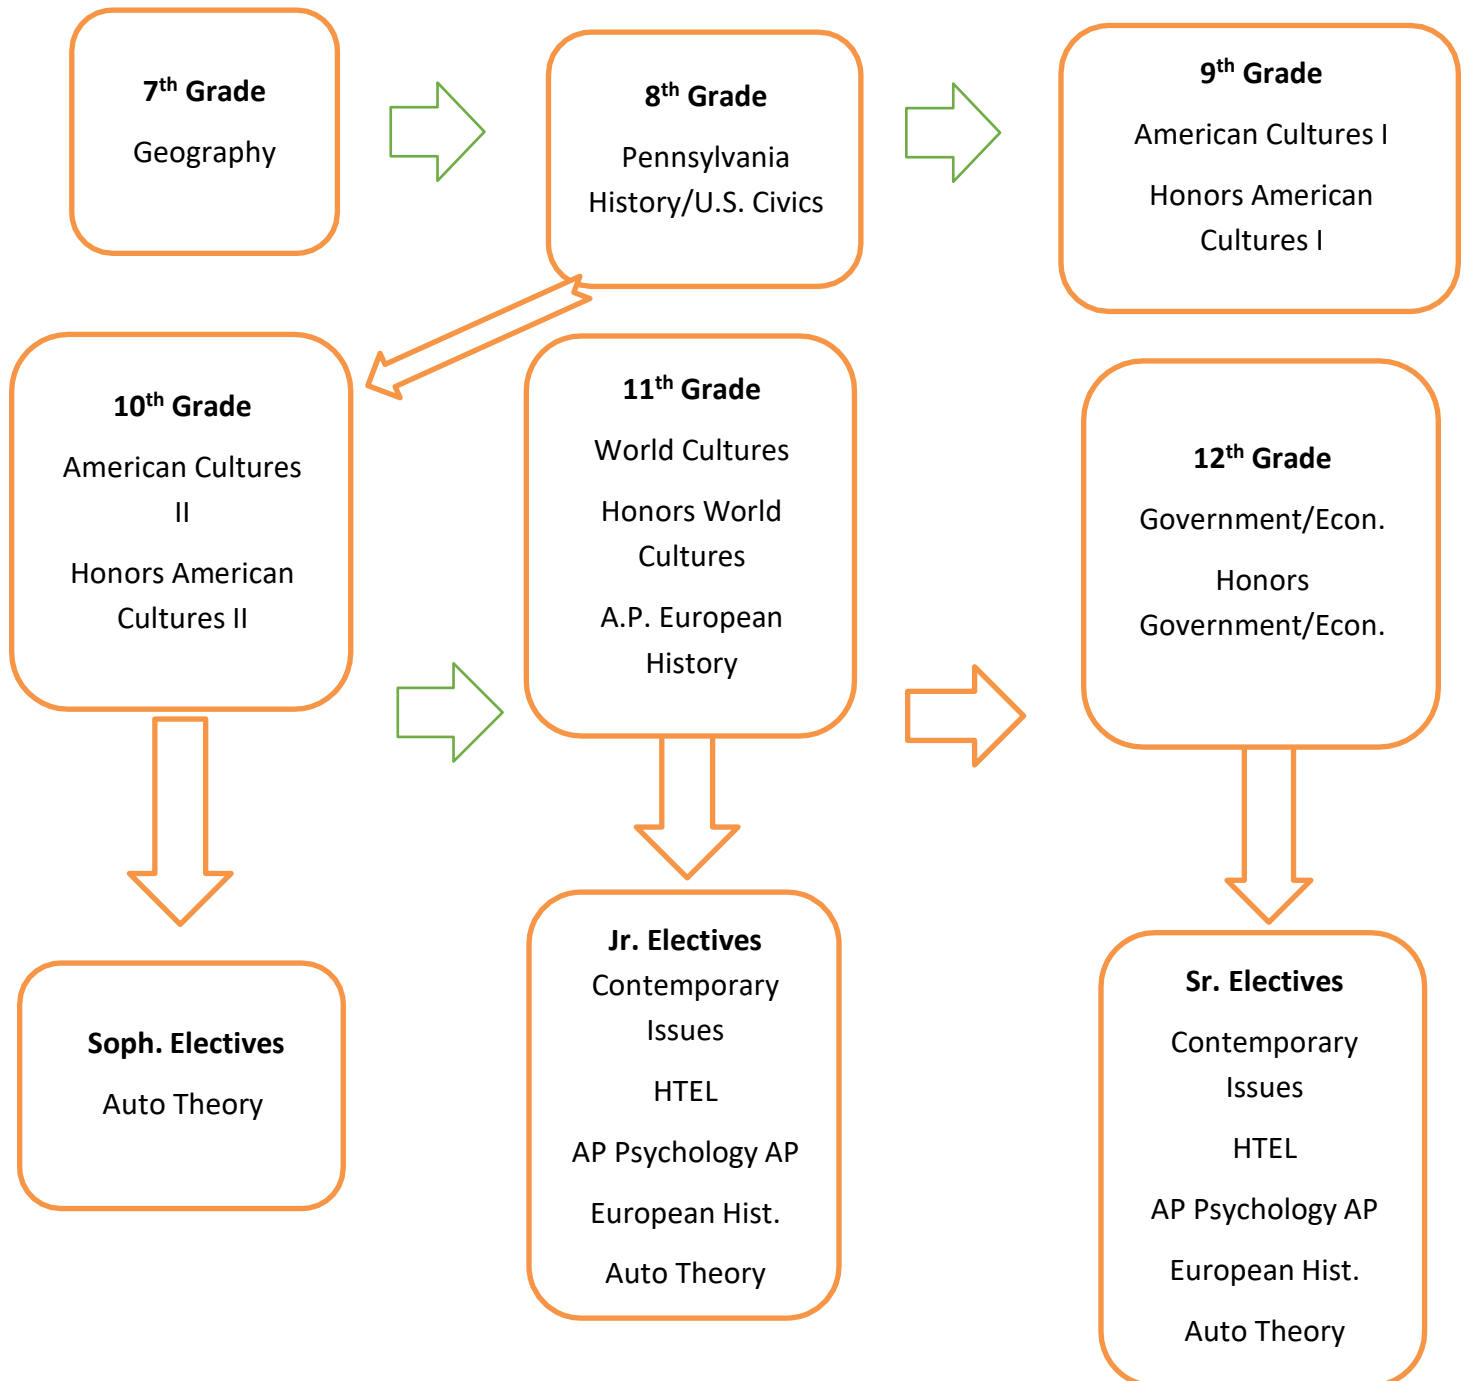 7th Grade
Geography
8th Grade
Pennsylvania
History/U.S. Civics
9th Grade
American Cultures I
Honors American
Cultures I
10th Grade
American Cultures
II
Honors American
Cultures II
11th Grade
World Cultures
Honors World
Cultures
A.P. European
History
12th Grade
Government/Econ.
Honors
Government/Econ.
Soph. Electives
Auto Theory
Jr. Electives
Contemporary
Issues
HTEL
AP Psychology AP
European Hist.
Auto Theory
Sr. Electives
Contemporary
Issues
HTEL
AP Psychology AP
European Hist.
Auto Theory